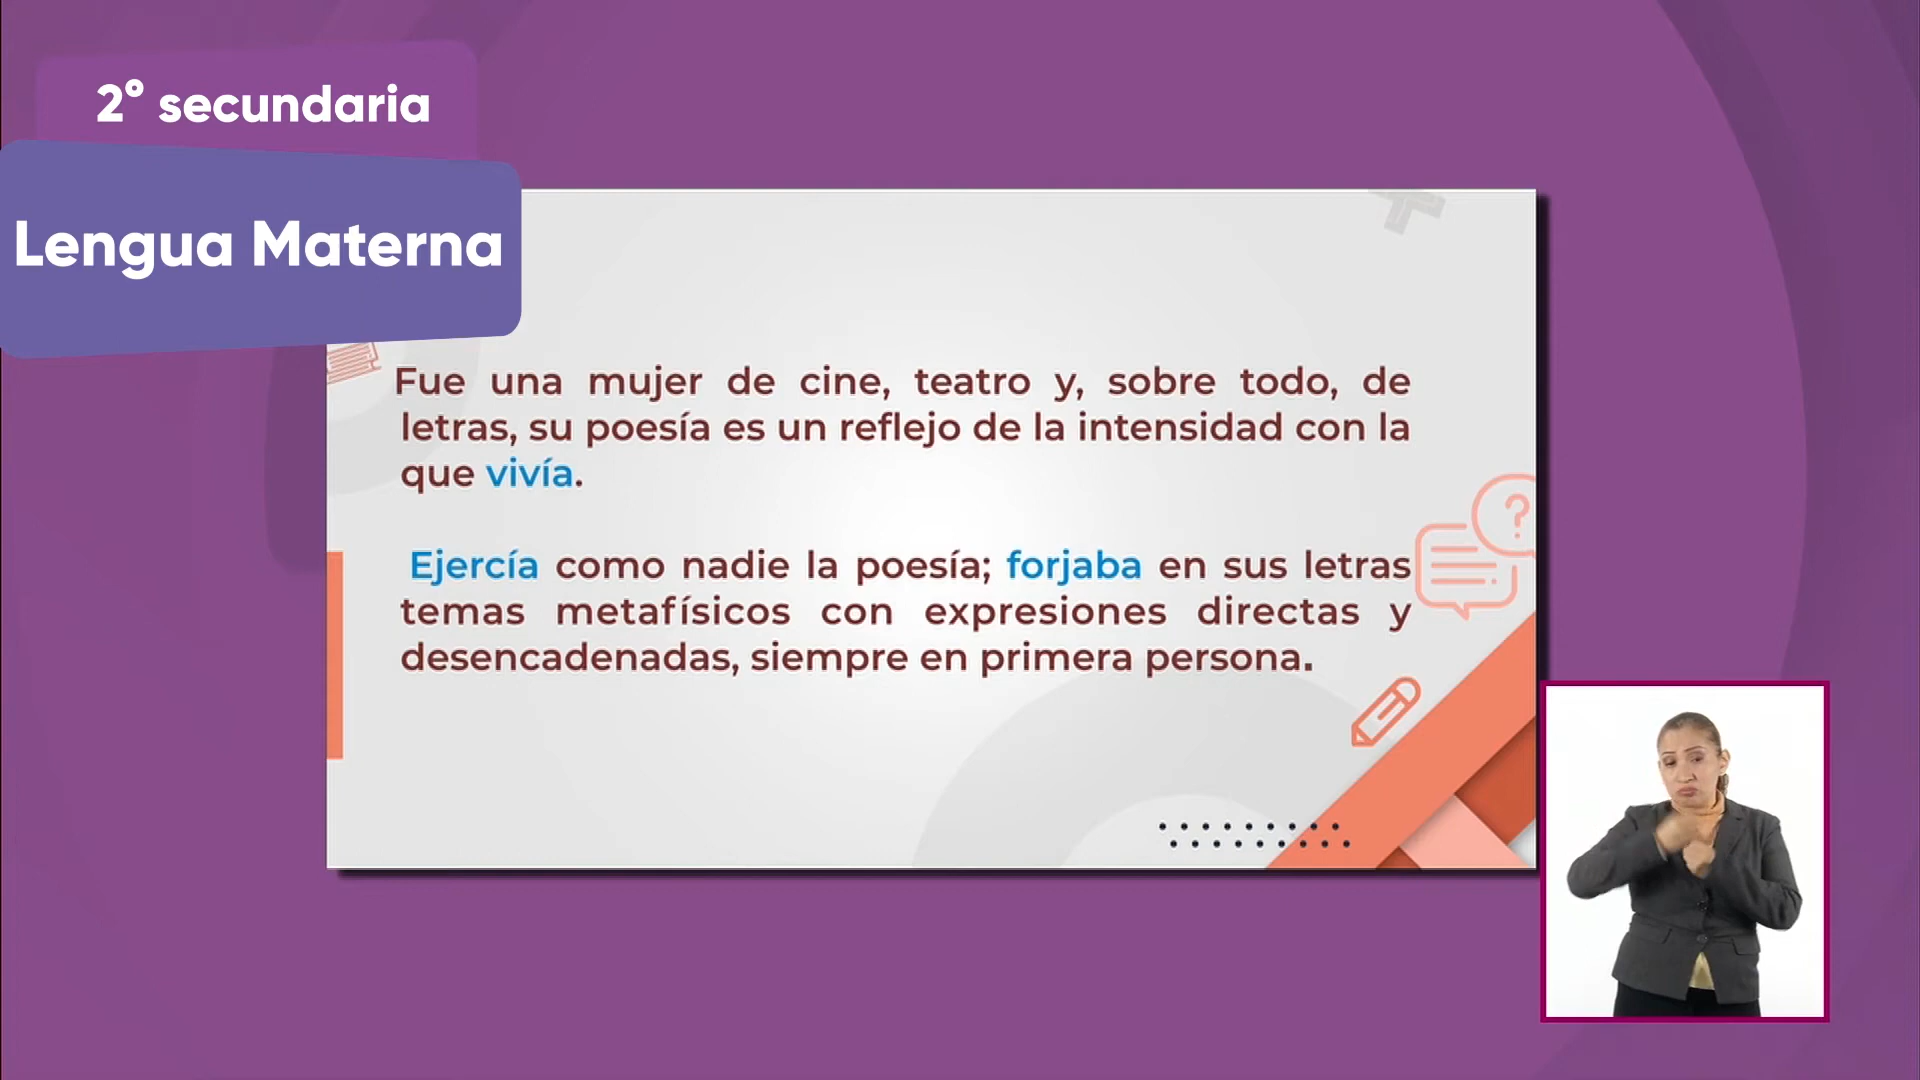 2° secundaria
Lengua Materna
Fue una mujer de cine, teatro y, sobre todo, de
letras, su poesía es un reflejo de la intensidad con la
que vivía.
Ejercía como nadie la poesía; forjaba en sus letras
temas metafísicos con expresiones directas y
desencadenadas, siempre en primera persona.
?